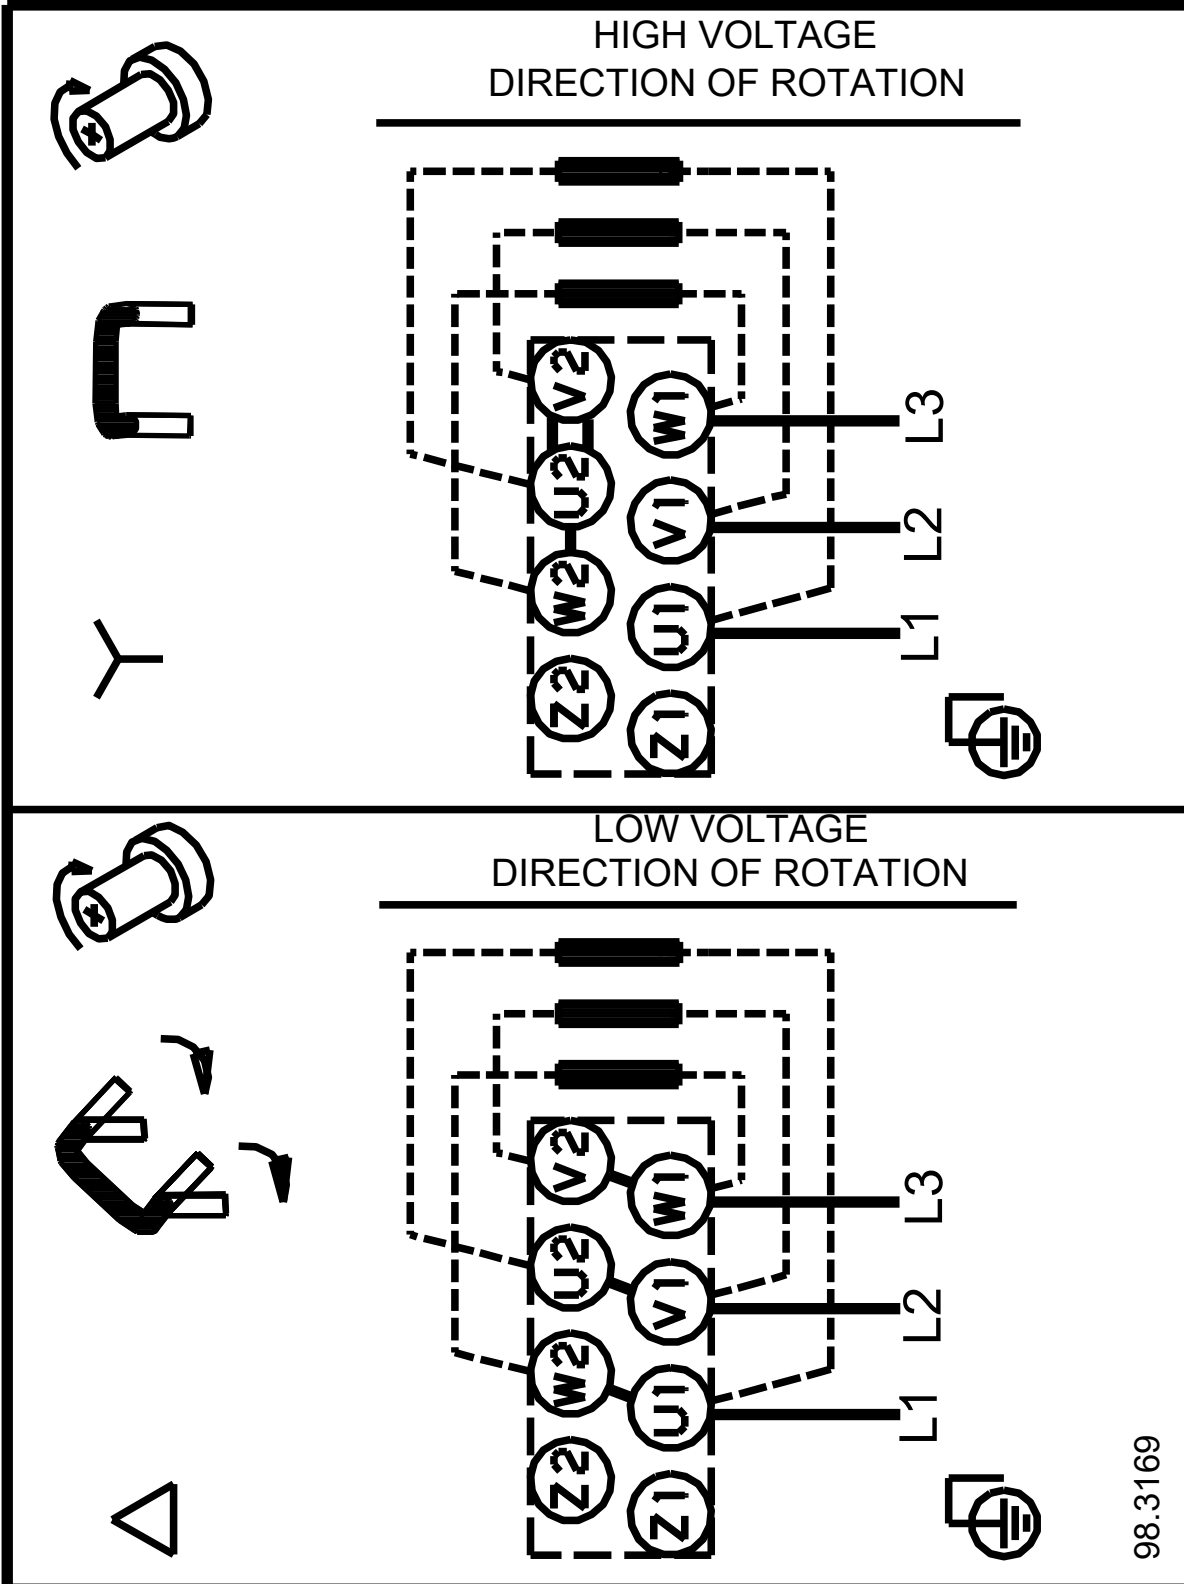 HIGH VOLTAGE
DIRECTION OF ROTATION
V2
W1
L3
U2
V1
L2
W2
U1
L1
Z2
Z1
LOW VOLTAGE
DIRECTION OF ROTATION
V2
W1
L3
U2
V1
L2
W2
U1
L1
Z2
Z1
98.3169